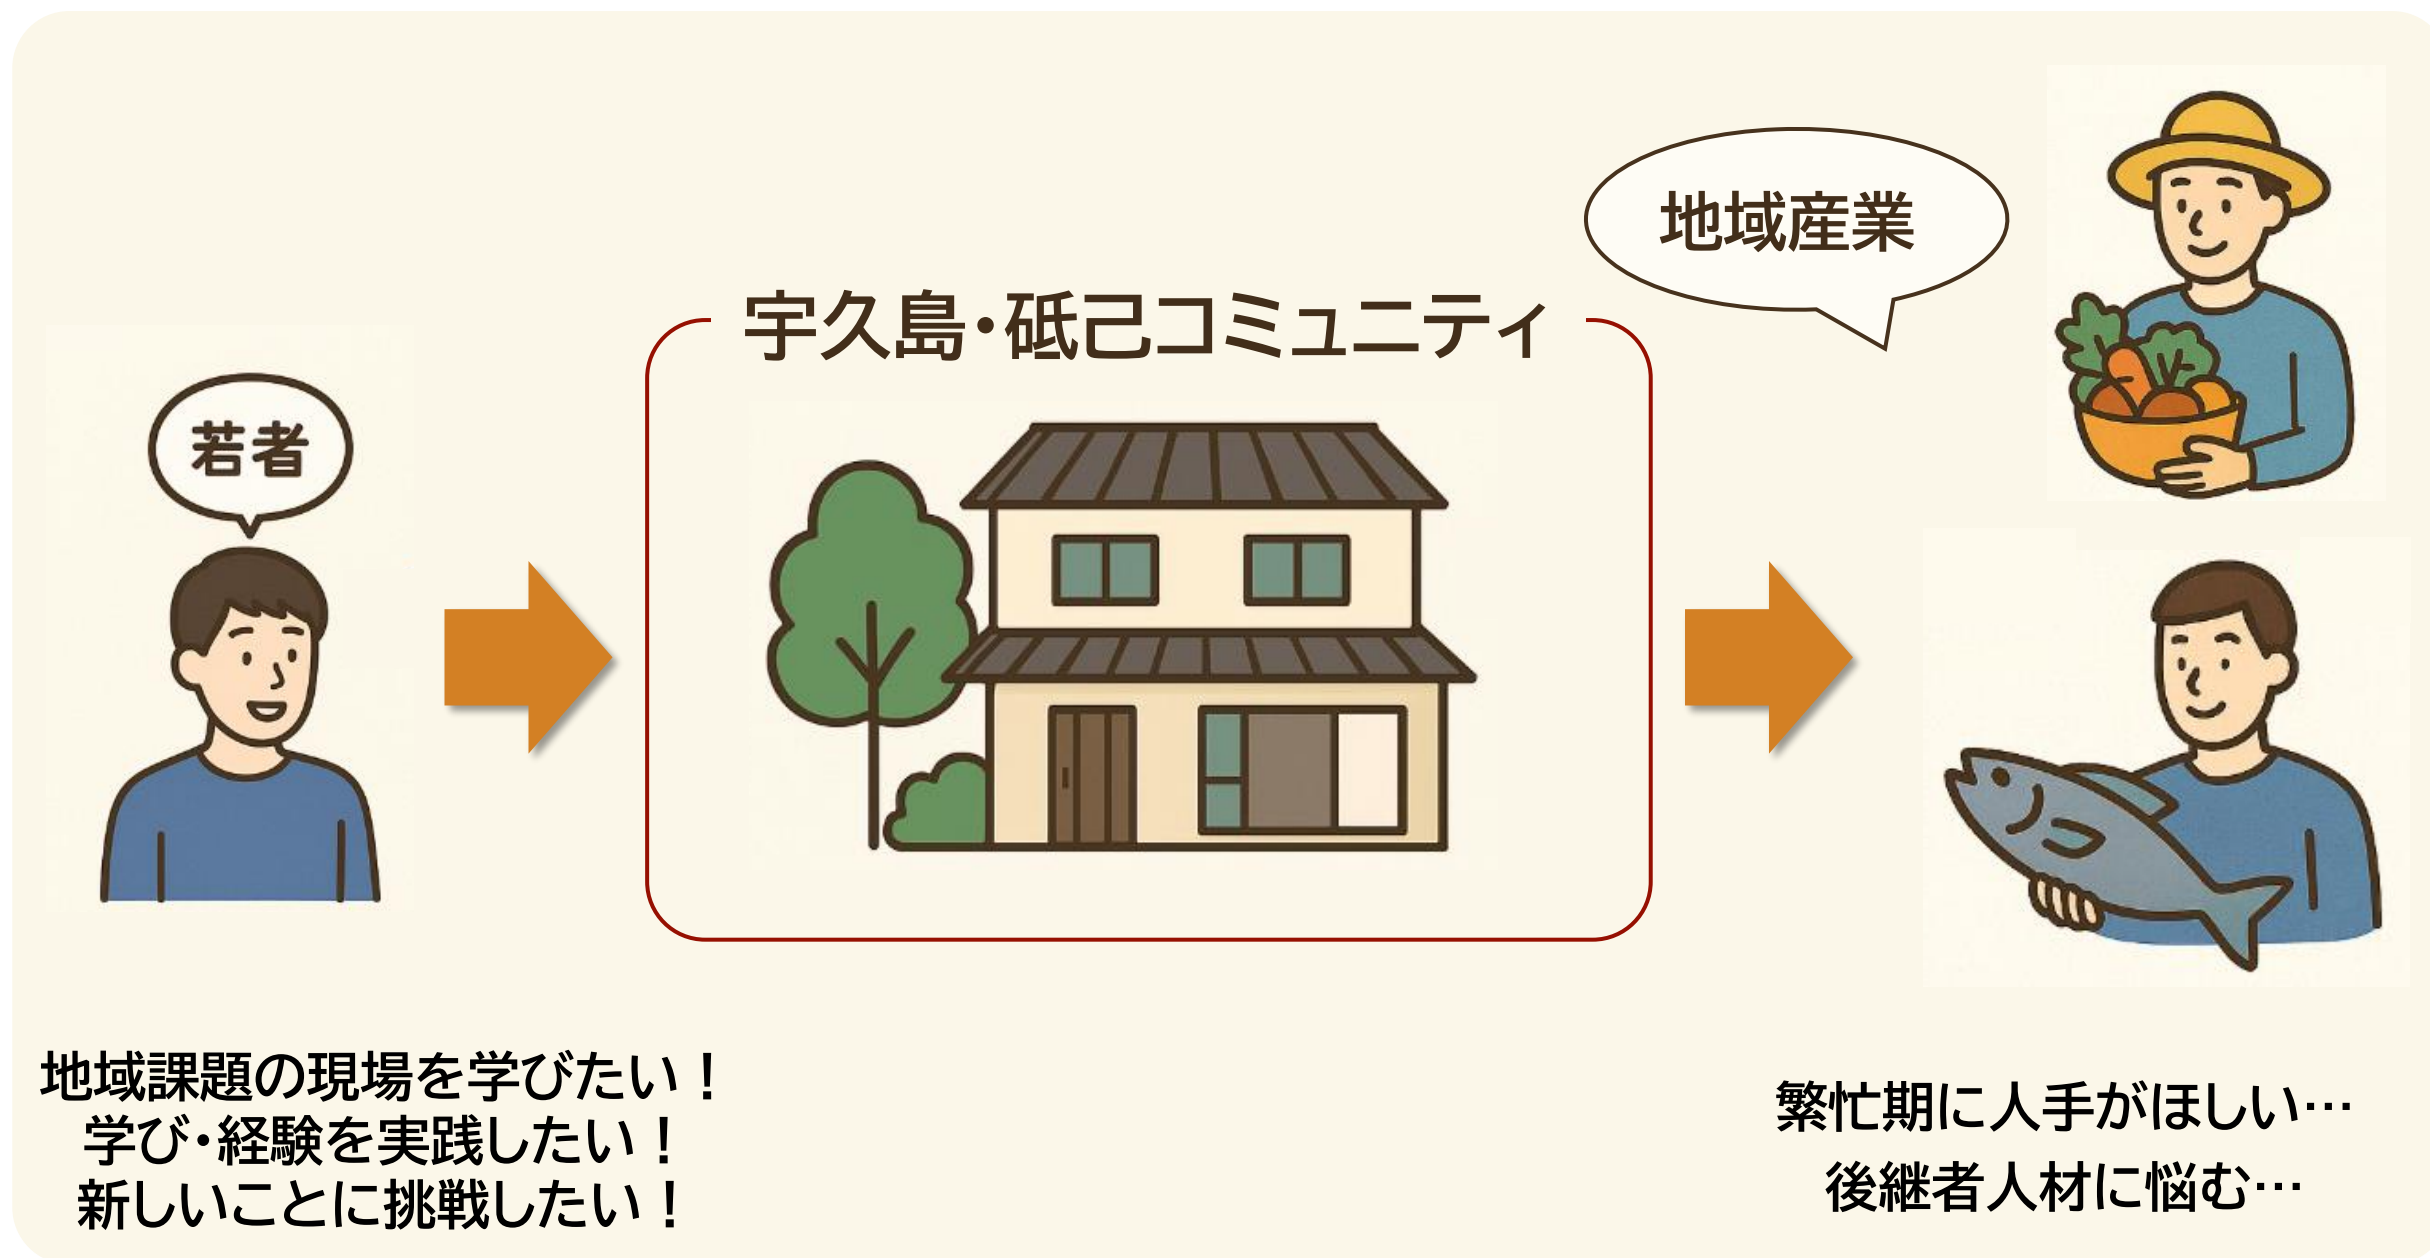 若者
宇久島・砥己コミュニティ
地域産業
地域課題の現場を学びたい！
学び・経験を実践したい！
新しいことに挑戦したい！
繁忙期に人手がほしい…
後継者人材に悩む…